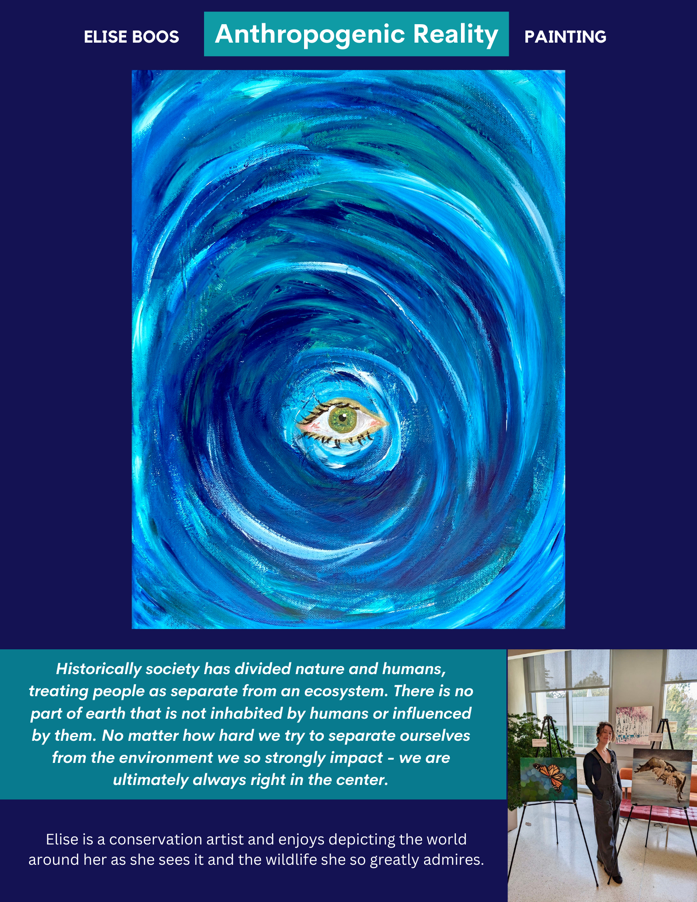 ELISE BOOS Anthropogenic Reality PAINTING
Historically society has divided nature and humans,
treating people as separate from an ecosystem. There is no
part of earth that is not inhabited by humans or influenced
by them. No matter how hard we try to separate ourselves
from the environment we so strongly impact - we are
ultimately always right in the center.
Elise is a conservation artist and enjoys depicting the world
around her as she sees it and the wildlife she so greatly admires.